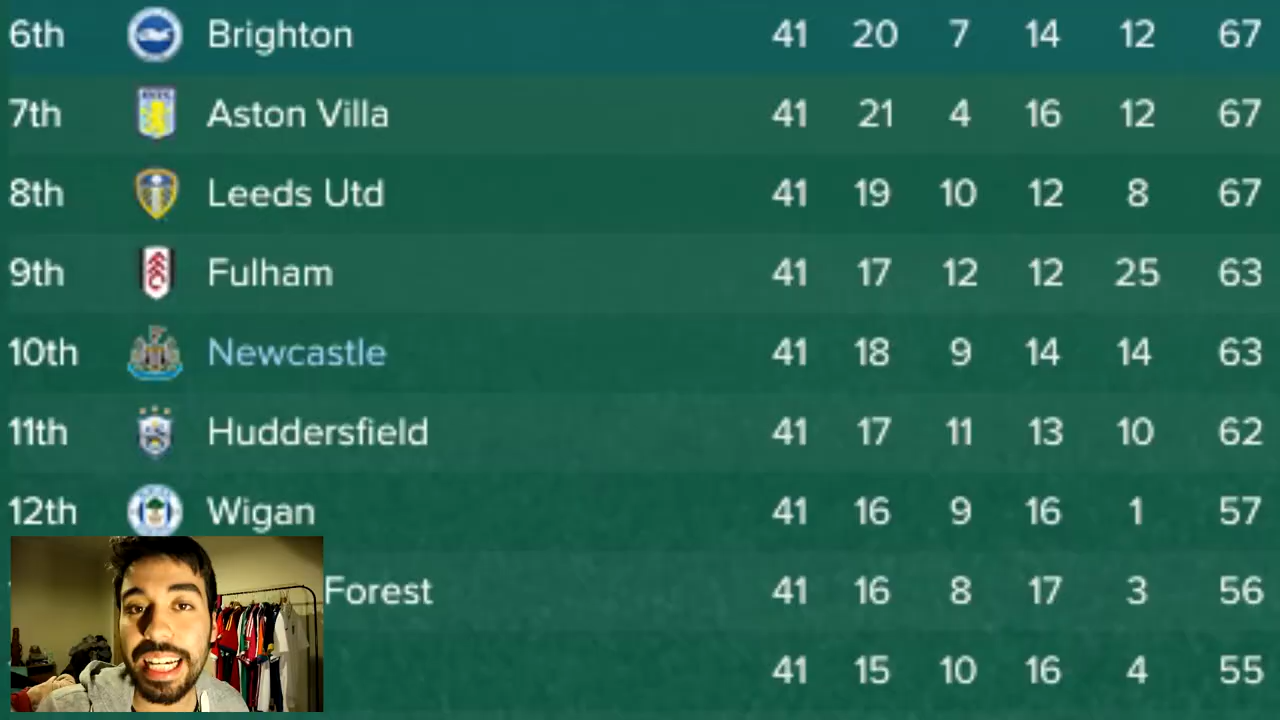 6th Brighton 41 20 7 14 12 67
7th Aston Villa 41 21 4 16 12 67
8th Leeds Utd 41 19 10 12 8 67
9th Fulham 41 17 12 12 25 63
10th Newcastle 41 18 9 14 14 63
11th Huddersfield 41 17 11 13 10 62
12th Wigan 41 16 9 16 1 57
Forest 41 16 8 17 3 56
41 15 10 16 4 55